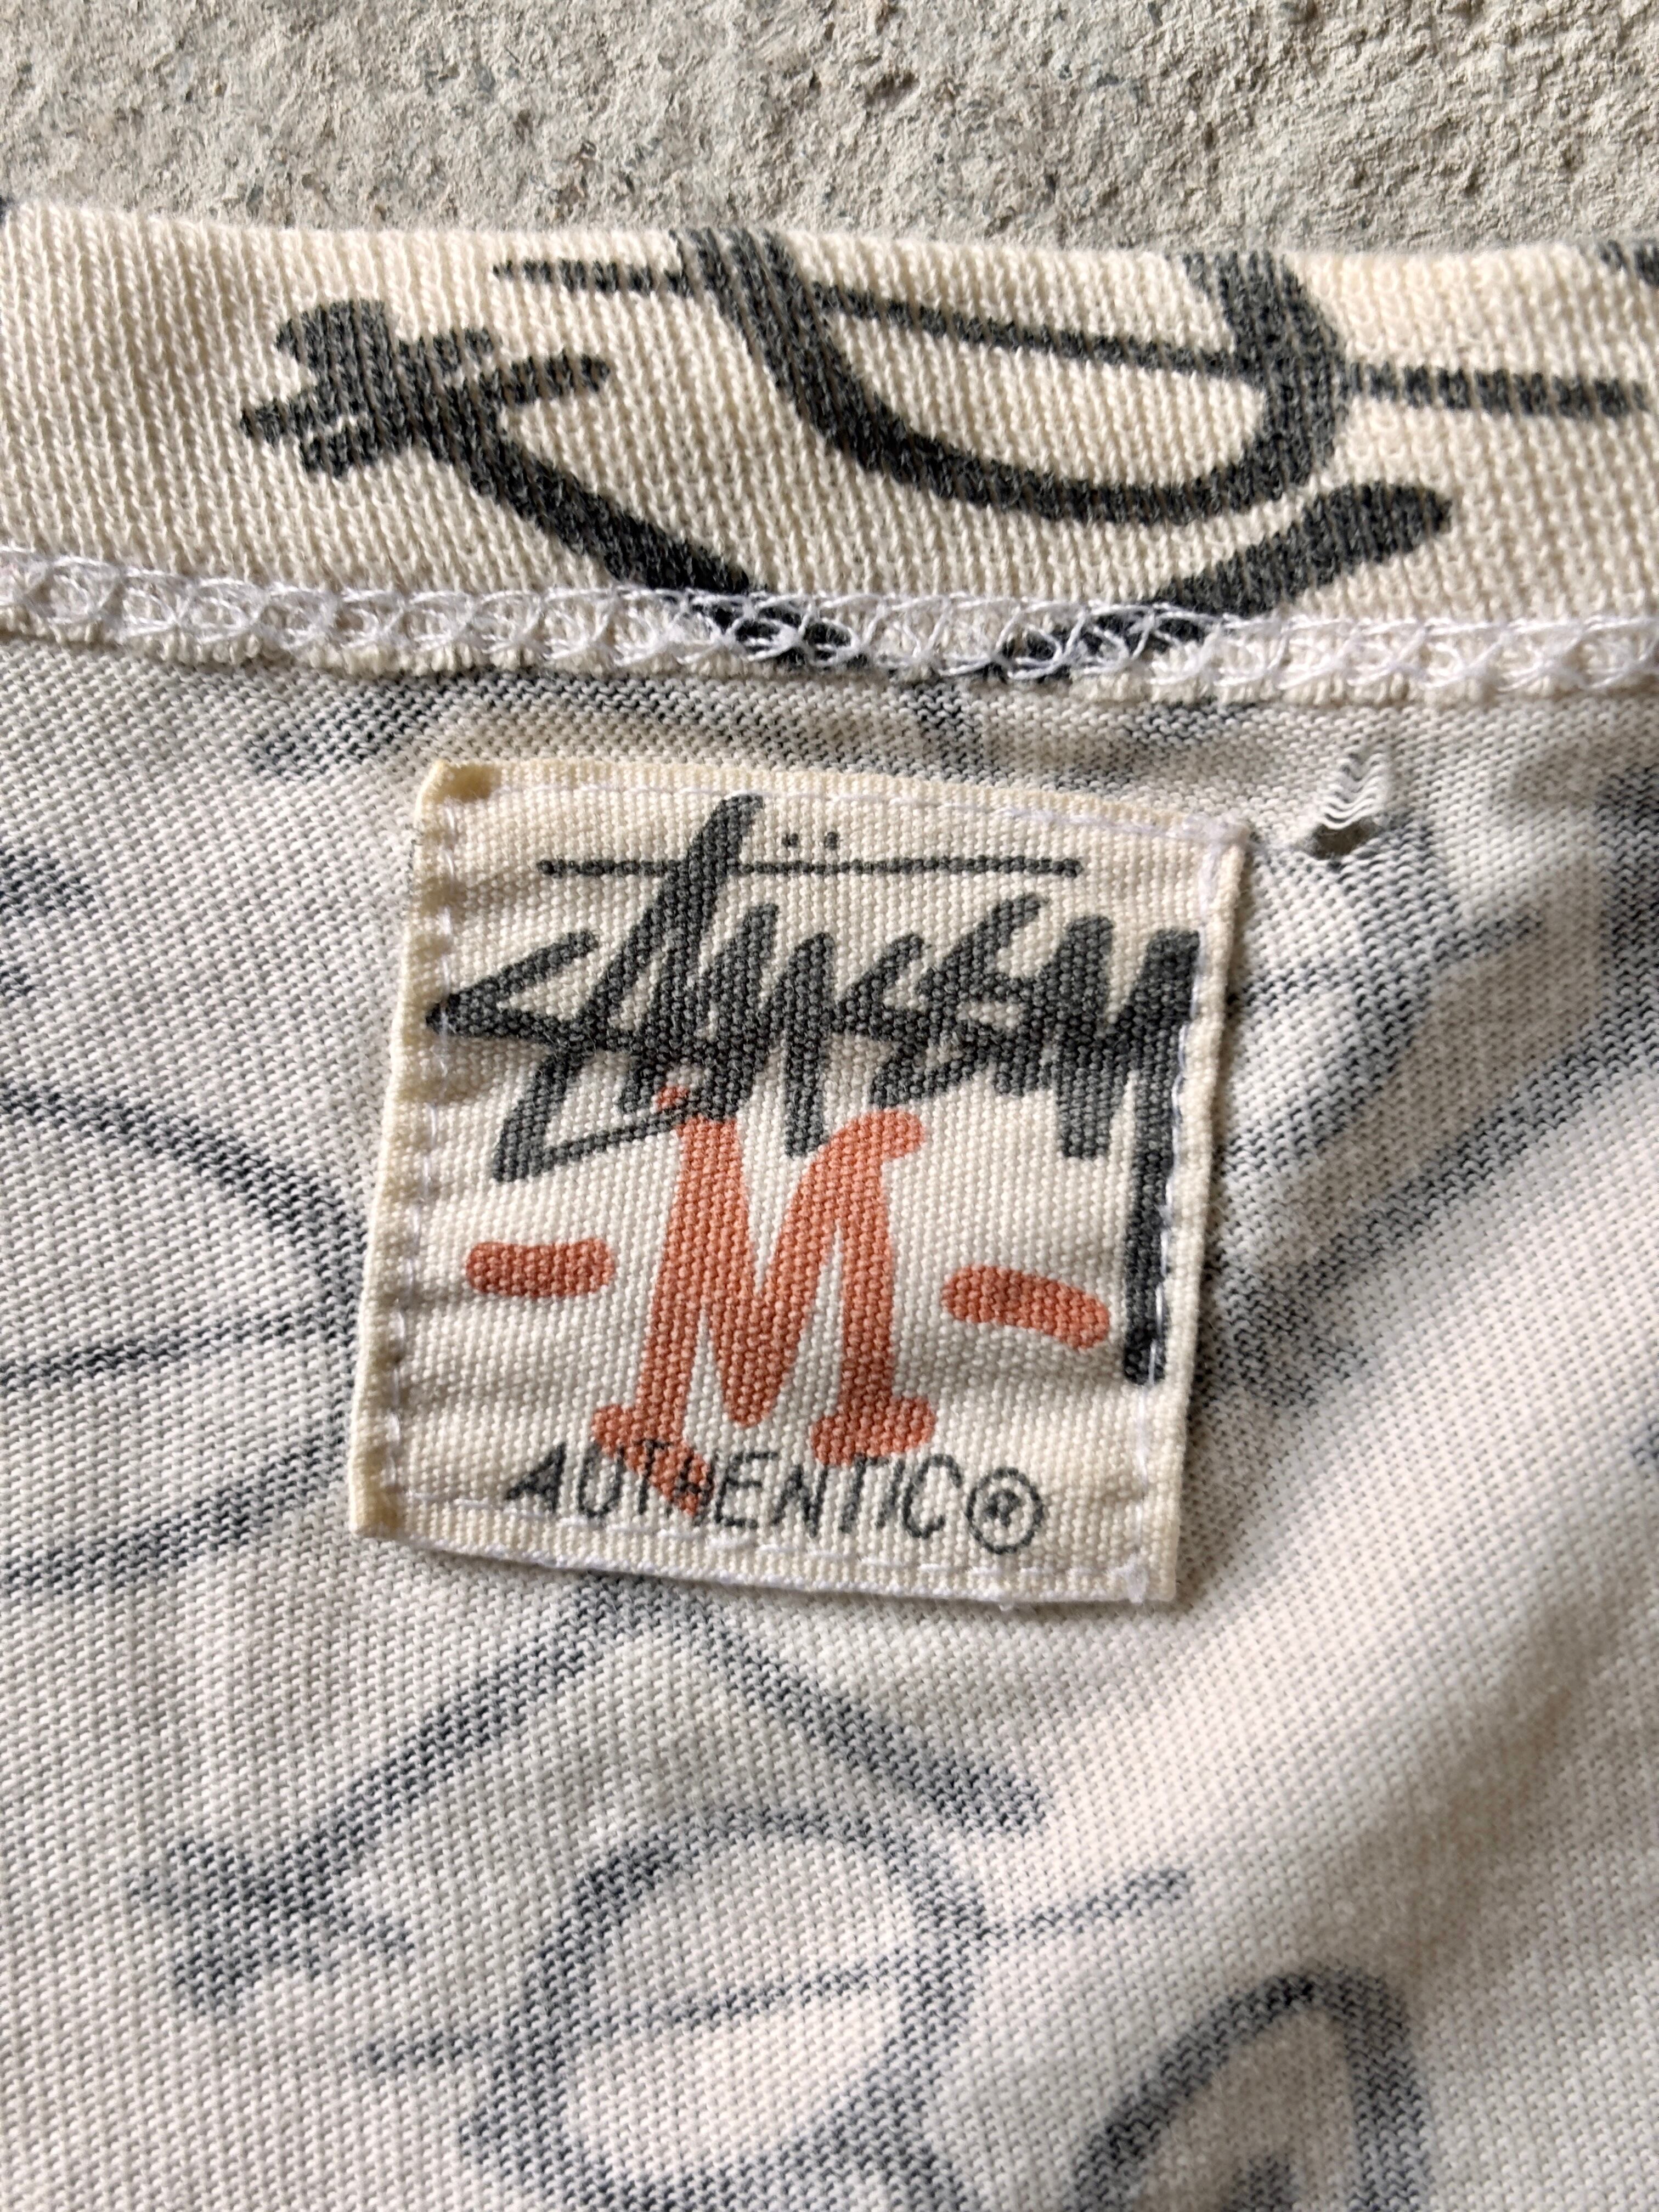 Stüssy
- M -
AUTHENTIC®